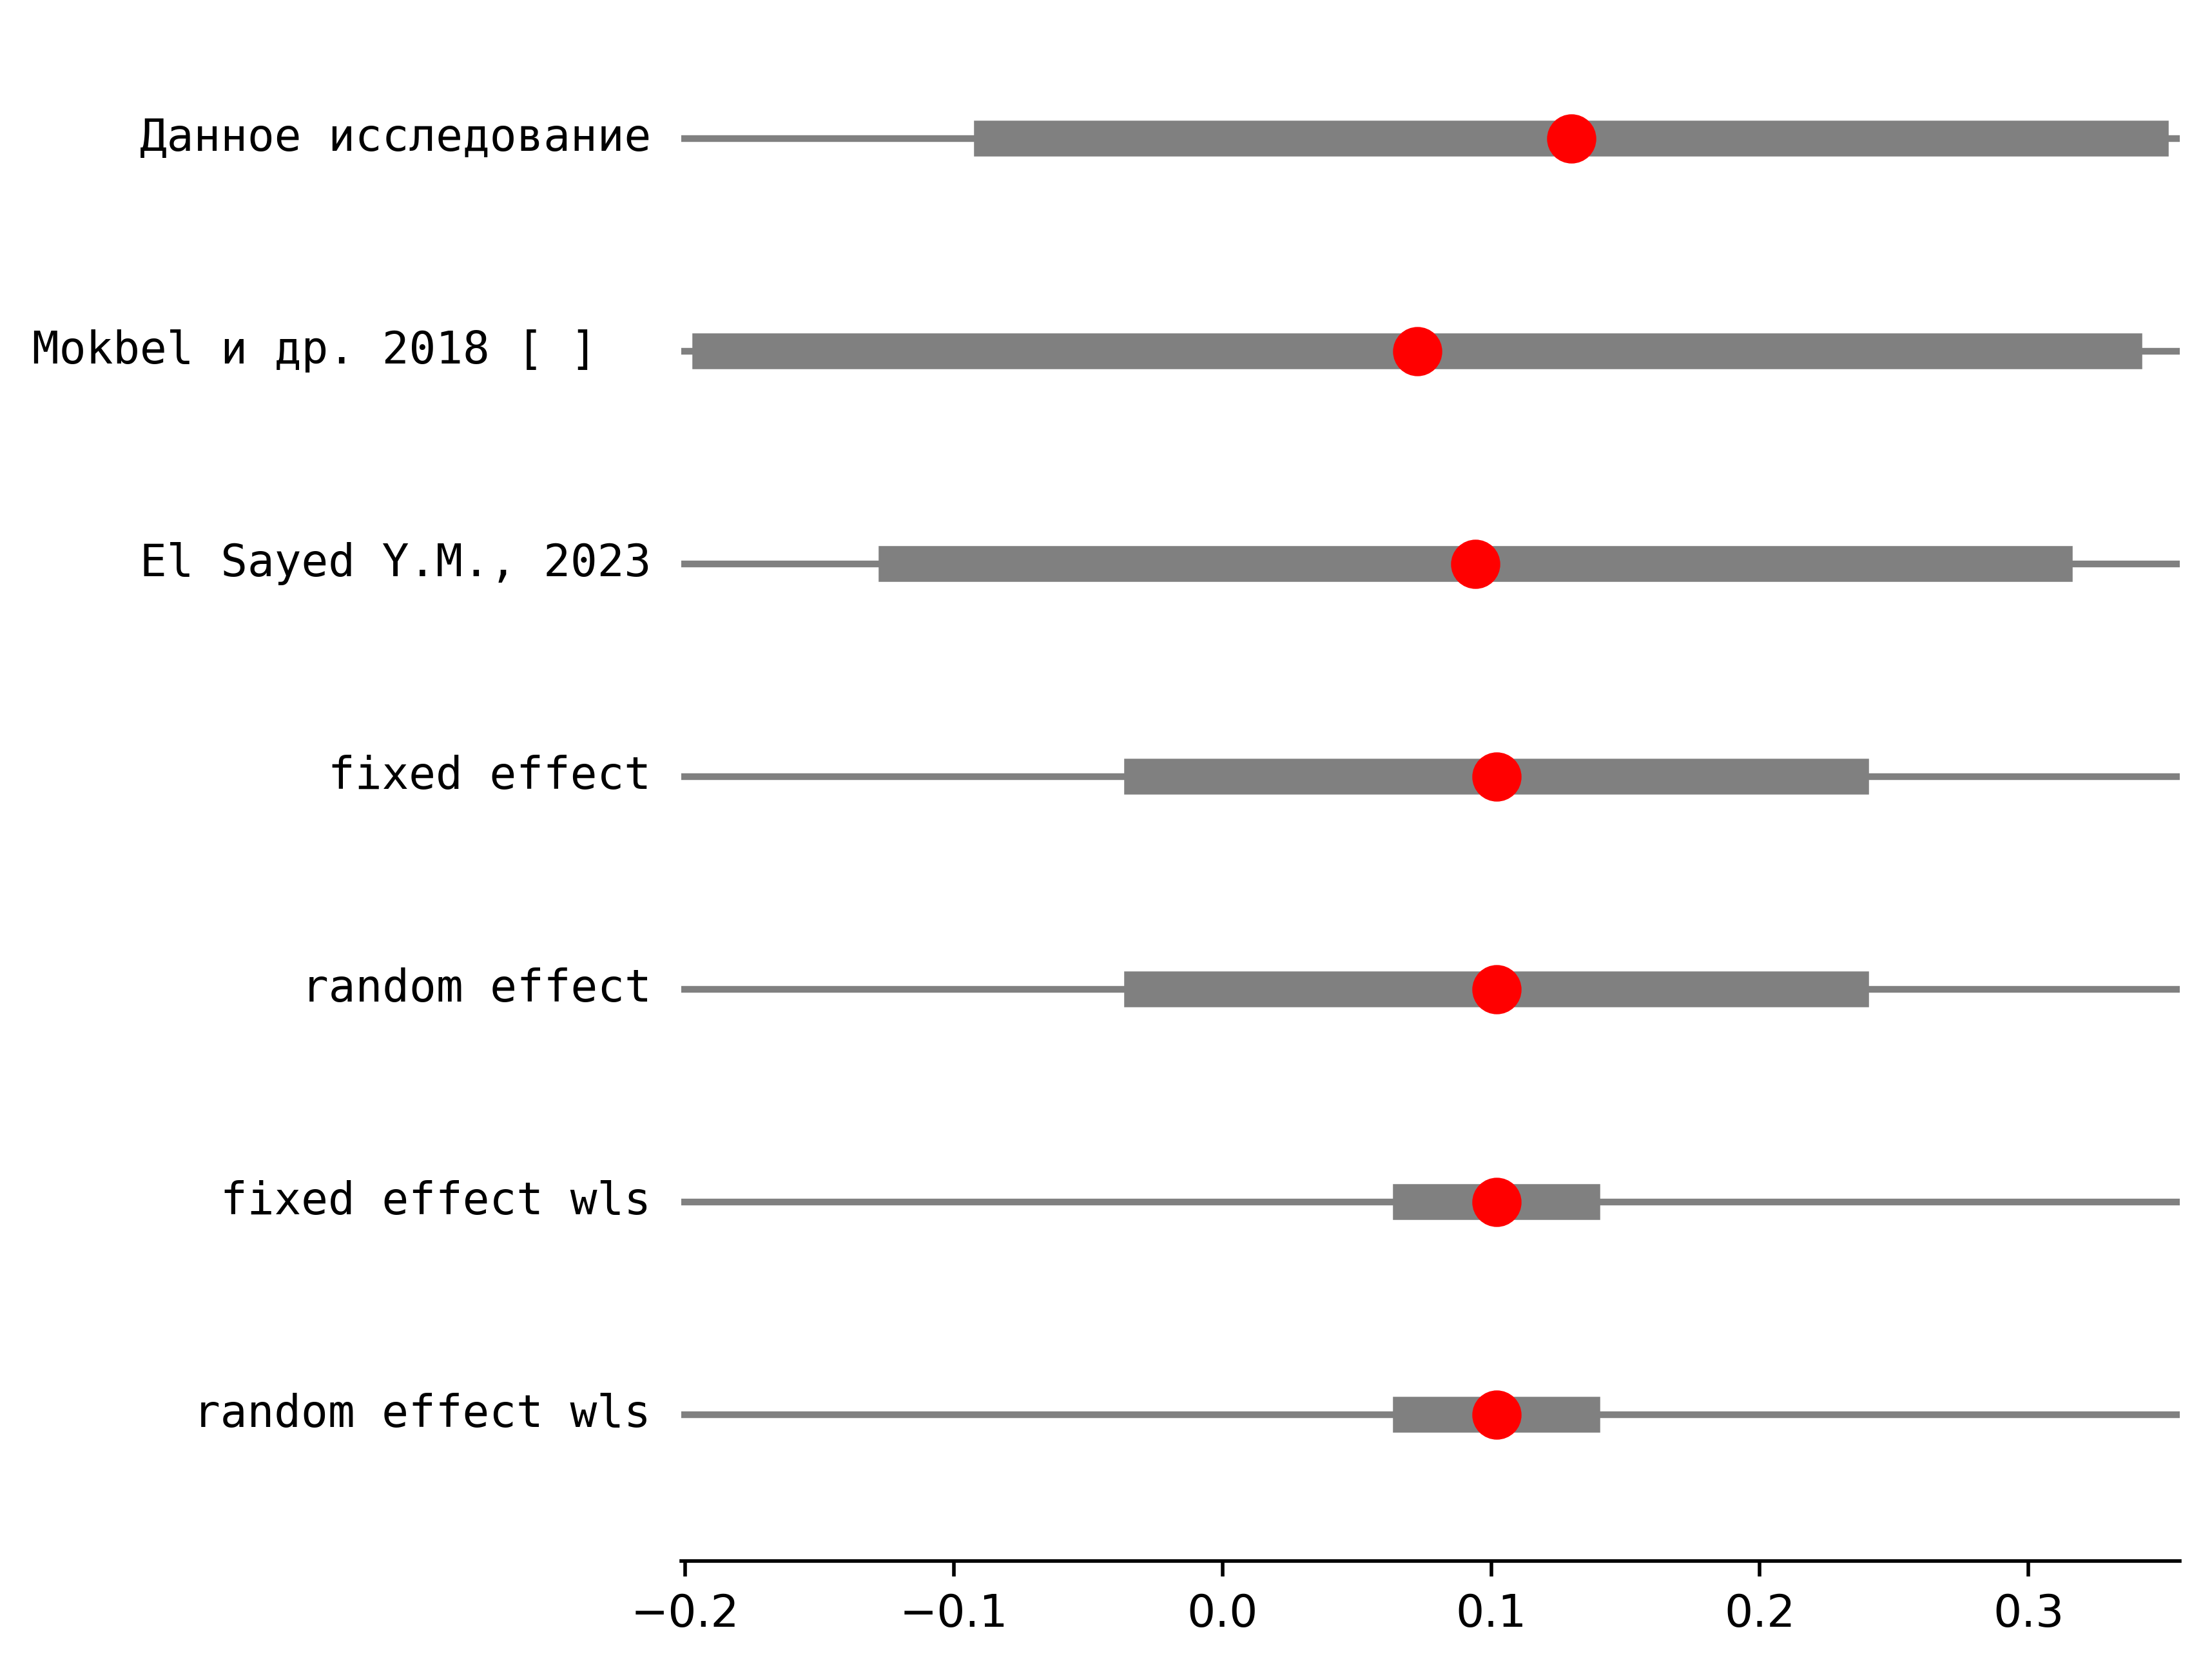 Данное исследование
Mokbel и др. 2018 [ ]
El Sayed Y.M., 2023
fixed effect
random effect
fixed effect wls
random effect wls
−0.2 −0.1 0.0 0.1 0.2 0.3